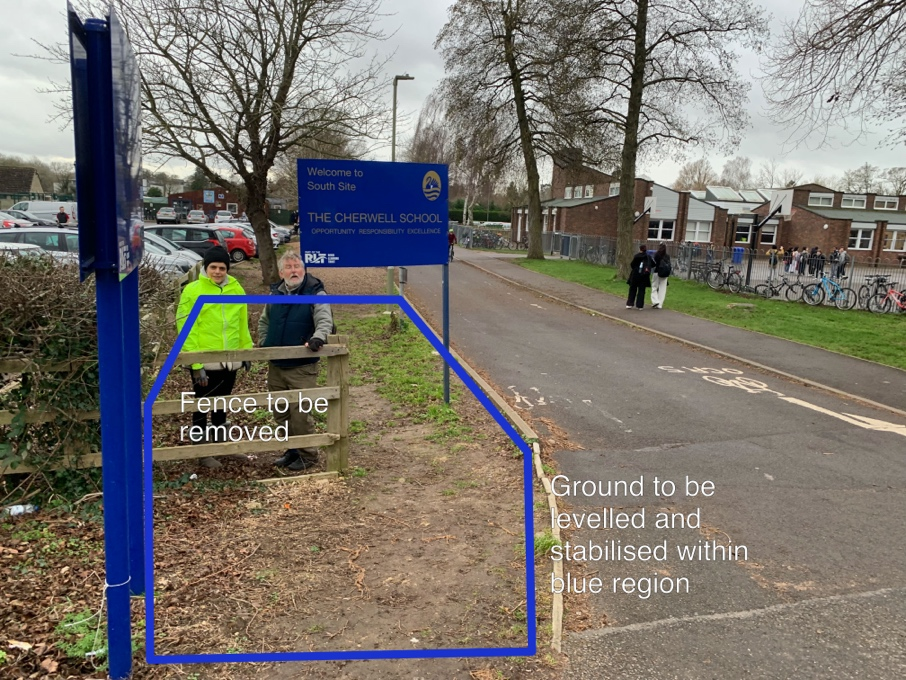 Welcome to
South Site
THE CHERWELL SCHOOL
OPPORTUNITY RESPONSIBILITY EXCELLENCE
Fence to be
removed
Ground to be
levelled and
stabilised within
blue region